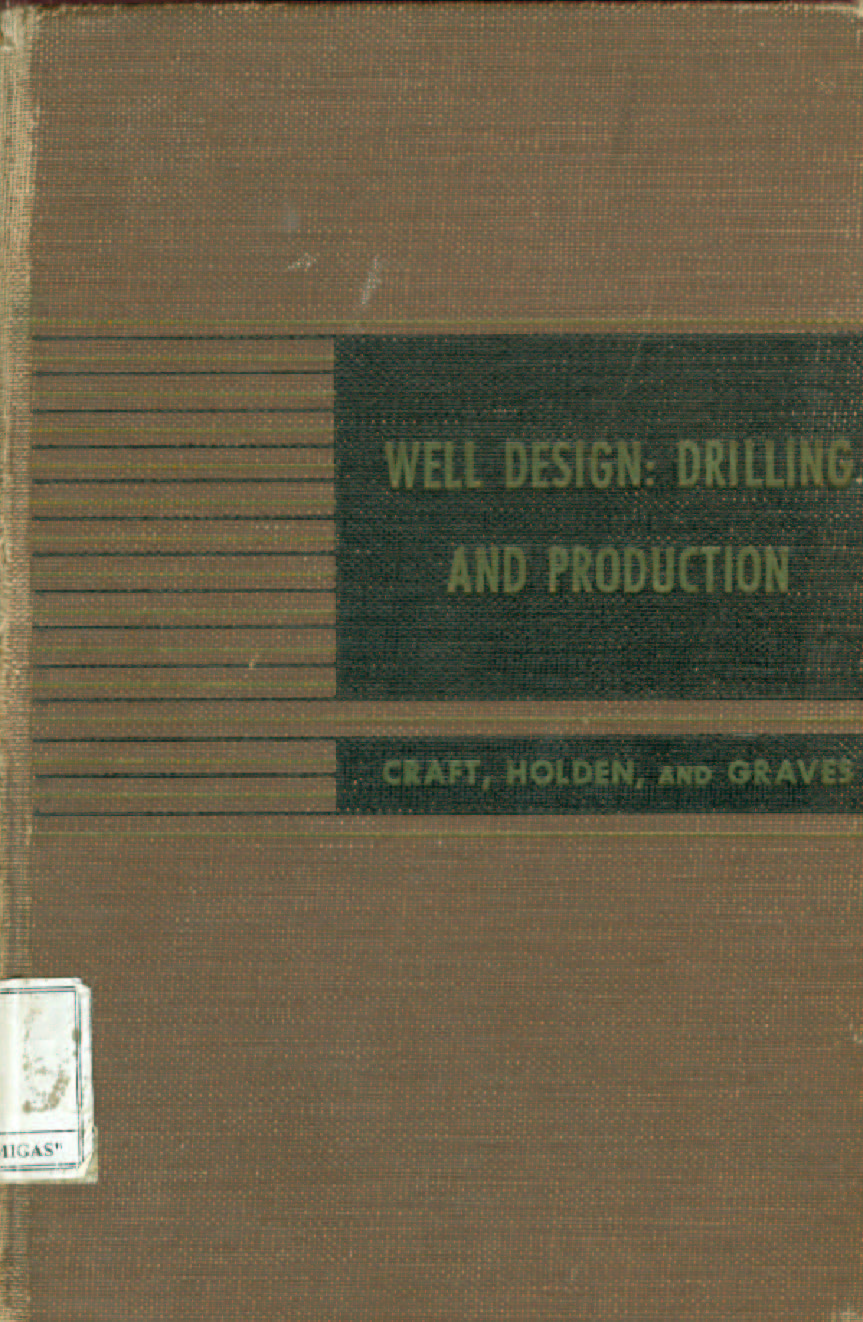 WELL DESIGN: DRILLING
AND PRODUCTION
CRAFT, HOLDEN, AND GRAVES
MIGAS"